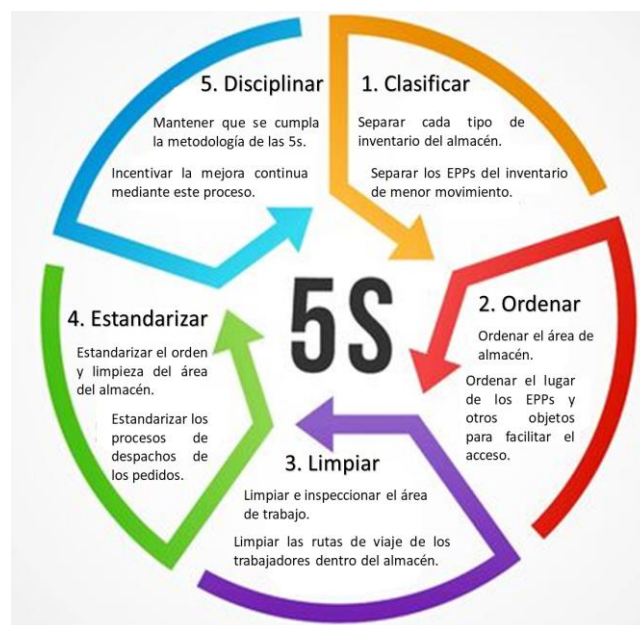 5. Disciplinar
Mantener que se cumpla
la metodología de las 5s.
Incentivar la mejora continua
mediante este proceso.
1. Clasificar
Separar cada tipo de
inventario del almacén.
Separar los EPPs del inventario
de menor movimiento.
2. Ordenar
Ordenar el área de
almacén.
Ordenar el lugar
de los EPPs y
otros objetos
para facilitar el
acceso.
5S
4. Estandarizar
Estandarizar el orden
y limpieza del área
del almacén.
Estandarizar los
procesos de
despachos de
los pedidos.
3. Limpiar
Limpiar e inspeccionar el área
de trabajo.
Limpiar las rutas de viaje de los
trabajadores dentro del almacén.